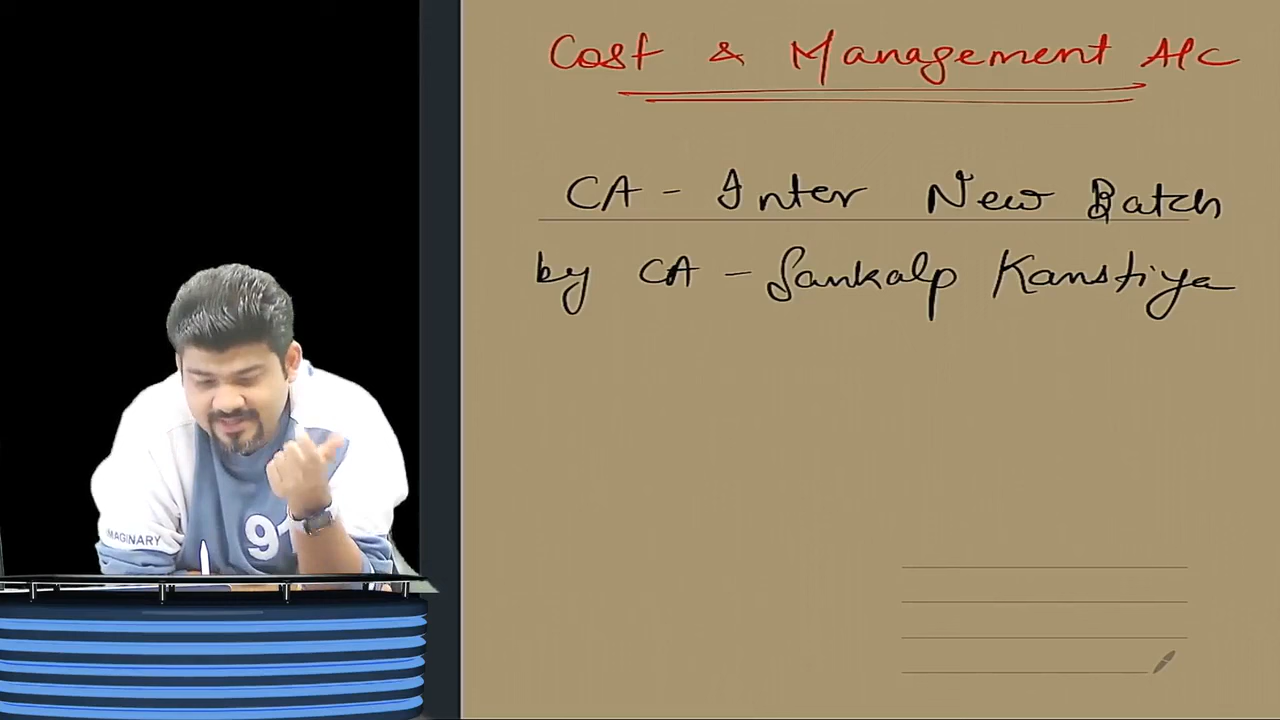 Cost & Management A/c
CA - Inter New Batch
by CA - Sankalp Kanstiya
IMAGINARY
91